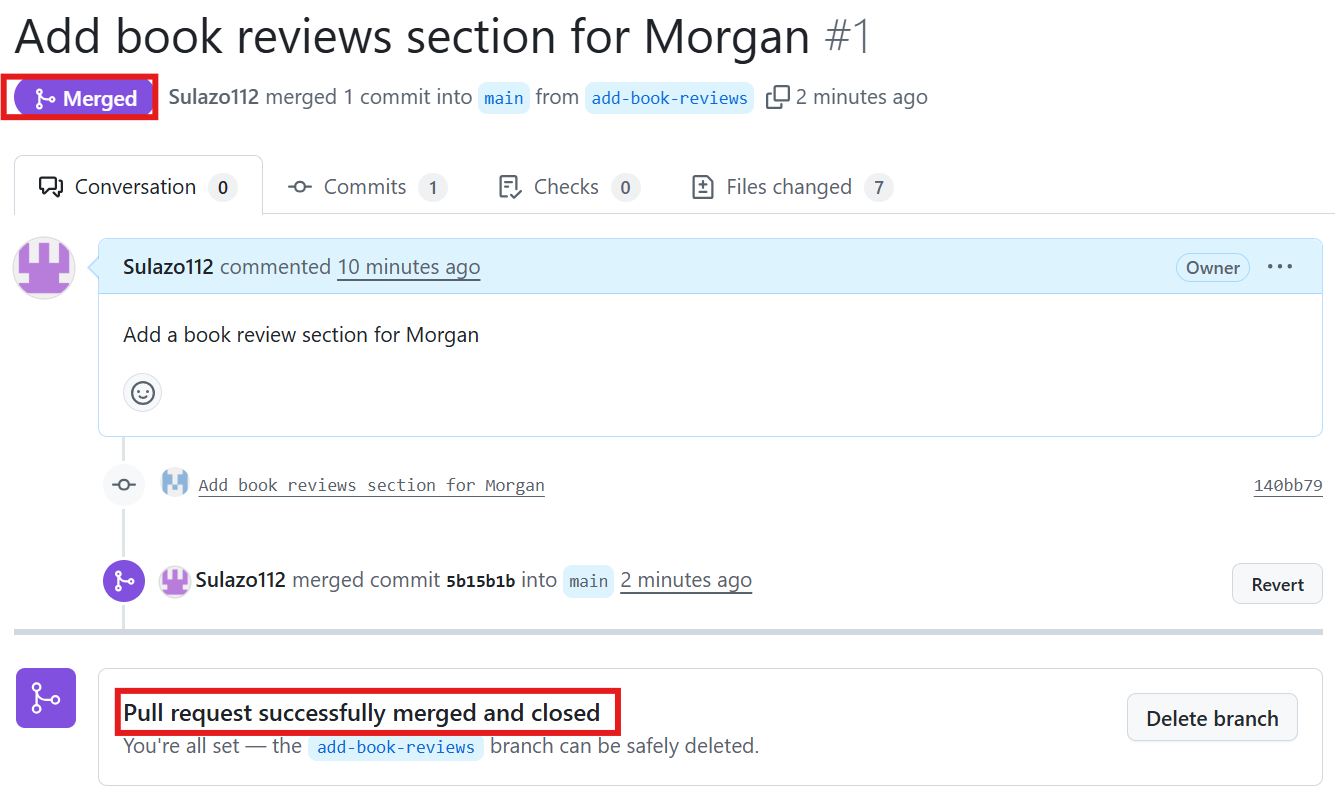 Add book reviews section for Morgan #1
Merged Sulazo112 merged 1 commit into main from add-book-reviews 2 minutes ago
Conversation 0 Commits 1 Checks 0 Files changed 7
Sulazo112 commented 10 minutes ago Owner
Add a book review section for Morgan
Add book reviews section for Morgan 140bb79
Sulazo112 merged commit 5b15b1b into main 2 minutes ago Revert
Pull request successfully merged and closed
Delete branch
You're all set — the add-book-reviews branch can be safely deleted.